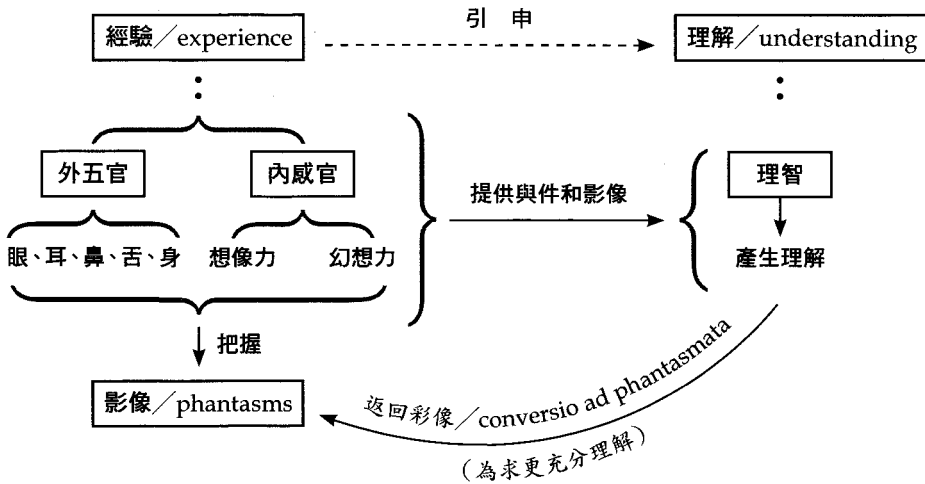 引 申
經驗／experience
理解／understanding
外五官
內感官
理智
提供與件和影像
眼、耳、鼻、舌、身
想像力
幻想力
產生理解
把握
影像／phantasms
返回彩像／conversio ad phantasmata
(為求更充分理解)